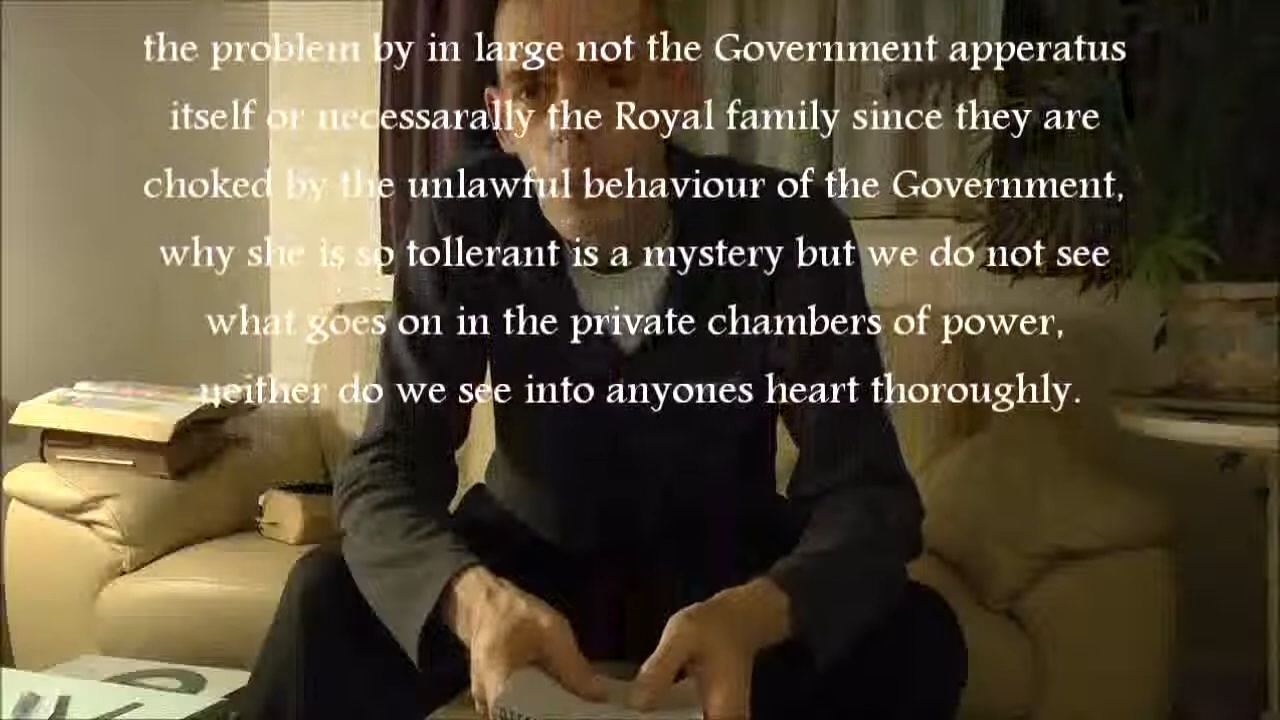 the problem by in large not the Government apperatus
itself or necessarally the Royal family since they are
choked by the unlawful behaviour of the Government,
why she is so tollerant is a mystery but we do not see
what goes on in the private chambers of power,
neither do we see into anyones heart thoroughly.